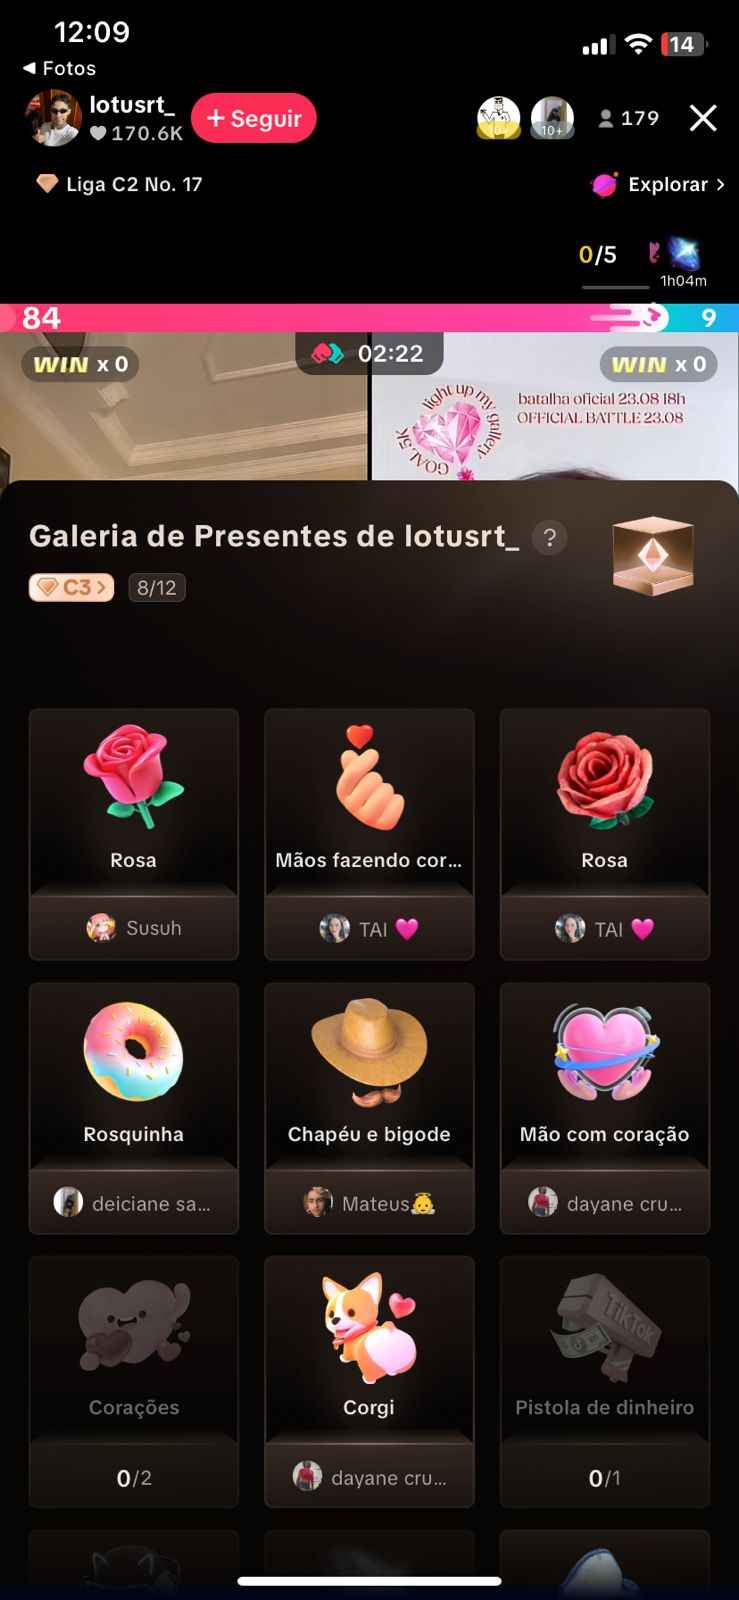 12:09
14
◀ Fotos
lotusrt_
170.6K
+ Seguir
10+
10+
179
Liga C2 No. 17
Explorar >
0/5
1h04m
84
9
WIN x 0
02:22
WIN x 0
light up my gallery
GOAL 5K
batalha oficial 23.08 18h
OFFICIAL BATTLE 23.08
Galeria de Presentes de lotusrt_ ?
C3 >
8/12
Rosa
Mãos fazendo cor...
Rosa
Susuh
TAI 🩷
TAI 🩷
Rosquinha
Chapéu e bigode
Mão com coração
deiciane sa...
Mateus👼
dayane cru...
TikTok
Corações
Corgi
Pistola de dinheiro
0/2
dayane cru...
0/1